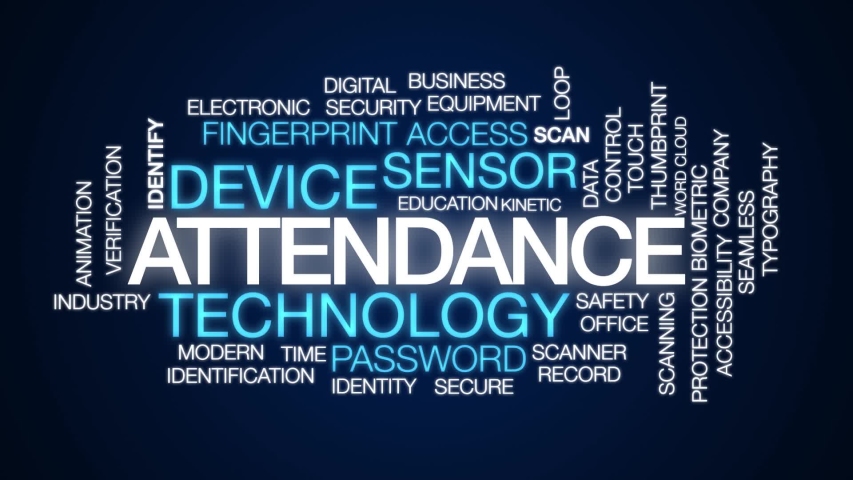 DIGITAL BUSINESS
ELECTRONIC SECURITY EQUIPMENT
FINGERPRINT ACCESS SCAN
LOOP
IDENTIFY
DEVICE SENSOR
EDUCATION KINETIC
DATA
CONTROL
TOUCH
THUMBPRINT
WORD CLOUD
ANIMATION
VERIFICATION
ATTENDANCE
PROTECTION BIOMETRIC
ACCESSIBILITY COMPANY
SEAMLESS
TYPOGRAPHY
INDUSTRY TECHNOLOGY SAFETY
OFFICE
SCANNING
MODERN TIME PASSWORD SCANNER
IDENTIFICATION IDENTITY SECURE RECORD